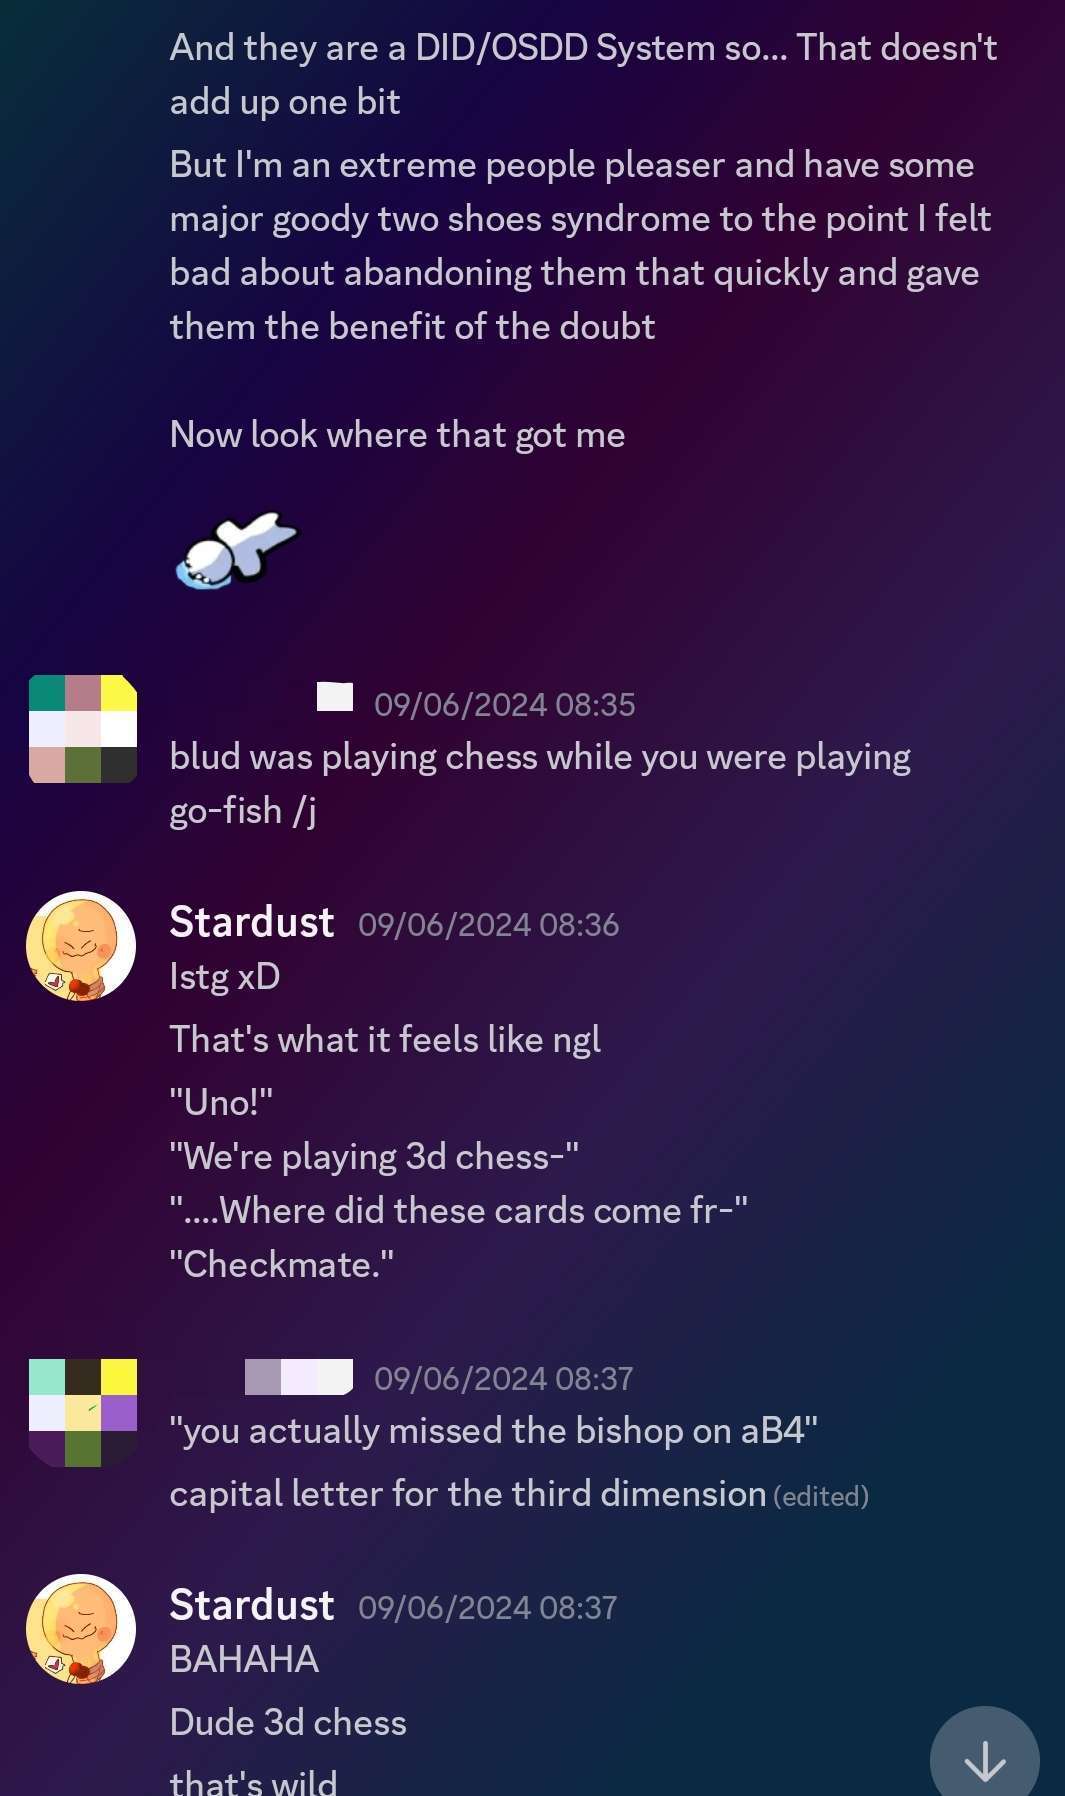 And they are a DID/OSDD System so... That doesn't
add up one bit
But I'm an extreme people pleaser and have some
major goody two shoes syndrome to the point I felt
bad about abandoning them that quickly and gave
them the benefit of the doubt
Now look where that got me
09/06/2024 08:35
blud was playing chess while you were playing
go-fish /j
Stardust 09/06/2024 08:36
Istg xD
That's what it feels like ngl
"Uno!"
"We're playing 3d chess-"
"....Where did these cards come fr-"
"Checkmate."
09/06/2024 08:37
"you actually missed the bishop on aB4"
capital letter for the third dimension (edited)
Stardust 09/06/2024 08:37
BAHAHA
Dude 3d chess
that's wild